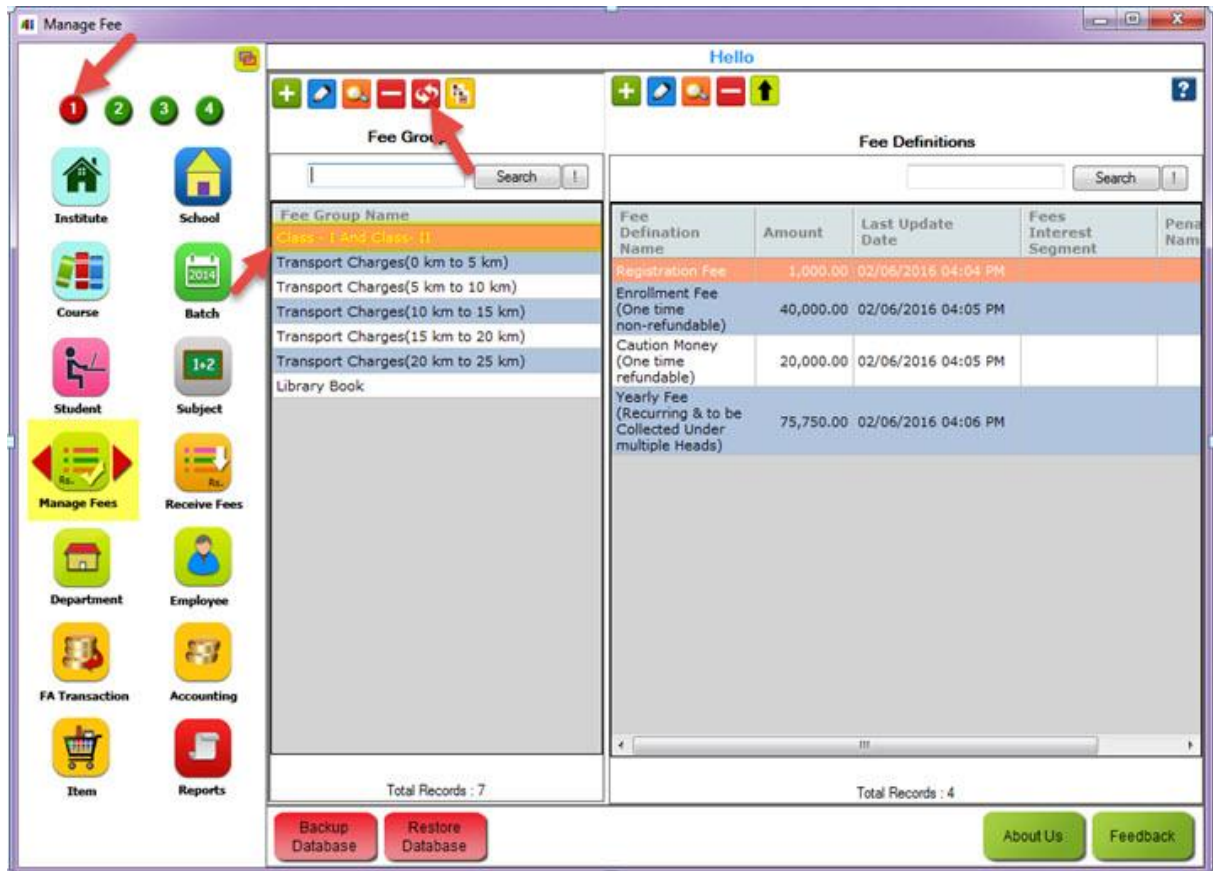 Manage Fee
Hello
1 2 3 4
Fee Group
Fee Definitions
Search !
Search !
Institute School
Course Batch
2014
Student Subject
1+2
Manage Fees Receive Fees
Rs. Rs.
Department Employee
FA Transaction Accounting
Item Reports
Fee Group Name
Class - I And Class- II
Transport Charges(0 km to 5 km)
Transport Charges(5 km to 10 km)
Transport Charges(10 km to 15 km)
Transport Charges(15 km to 20 km)
Transport Charges(20 km to 25 km)
Library Book
Total Records : 7
Fee
Defination
Name
Amount
Last Update
Date
Fees
Interest
Segment
Pena
Nam
Registration Fee 1,000.00 02/06/2016 04:04 PM
Enrollment Fee
(One time 40,000.00 02/06/2016 04:05 PM
non-refundable)
Caution Money
(One time 20,000.00 02/06/2016 04:05 PM
refundable)
Yearly Fee
(Recurring & to be
Collected Under 75,750.00 02/06/2016 04:06 PM
multiple Heads)
Total Records : 4
Backup
Database
Restore
Database
About Us
Feedback